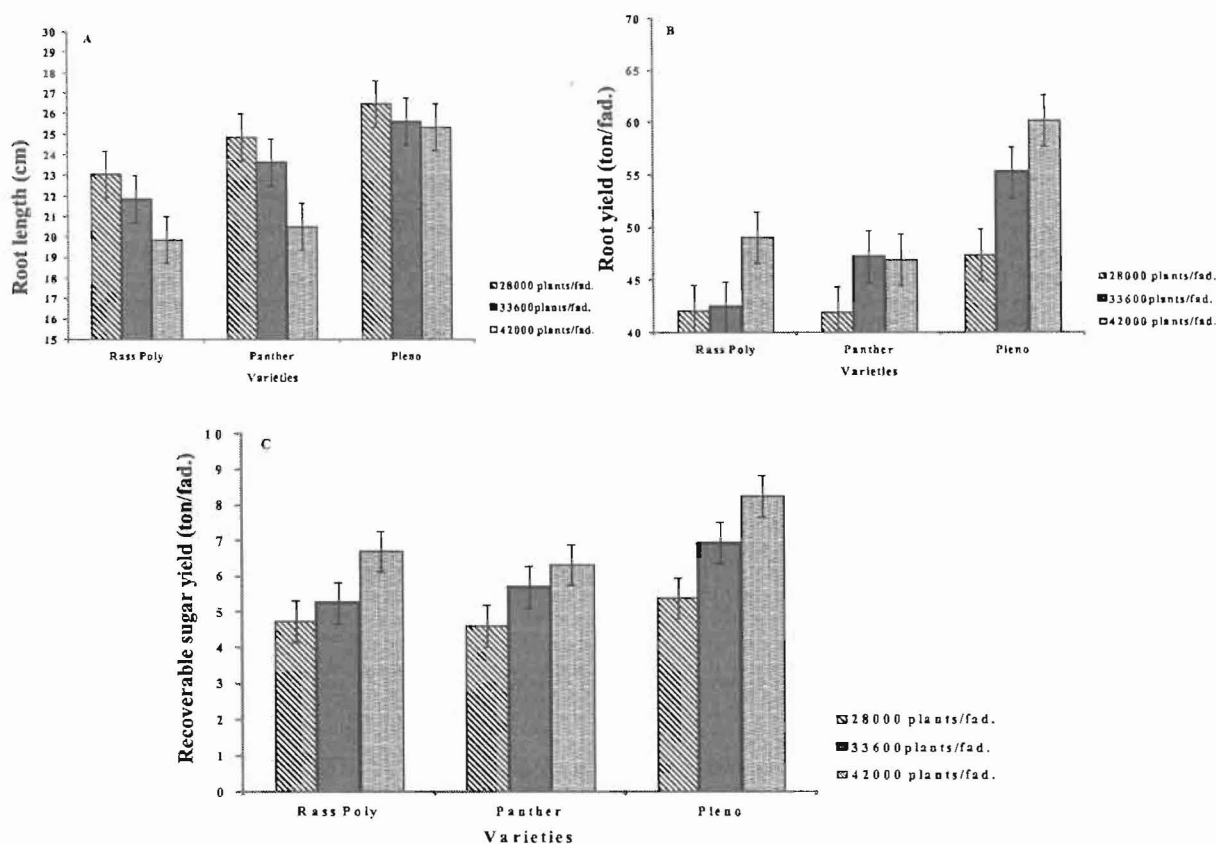 A
Root length (cm)
30
29
28
27
26
25
24
23
22
21
20
19
18
17
16
15
Rass Poly
Panther
Pleno
Varieties
28000 plants/fad.
33600plants/fad.
42000 plants/fad.
B
Root yield (ton/fad.)
70
65
60
55
50
45
40
Rass Poly
Panther
Pleno
Varieties
28000 plants/fad.
33600plants/fad.
42000 plants/fad.
C
Recoverable sugar yield (ton/fad.)
10
9
8
7
6
5
4
3
2
1
0
Rass Poly
Panther
Pleno
Varieties
28000 plants/fad.
33600plants/fad.
42000 plants/fad.